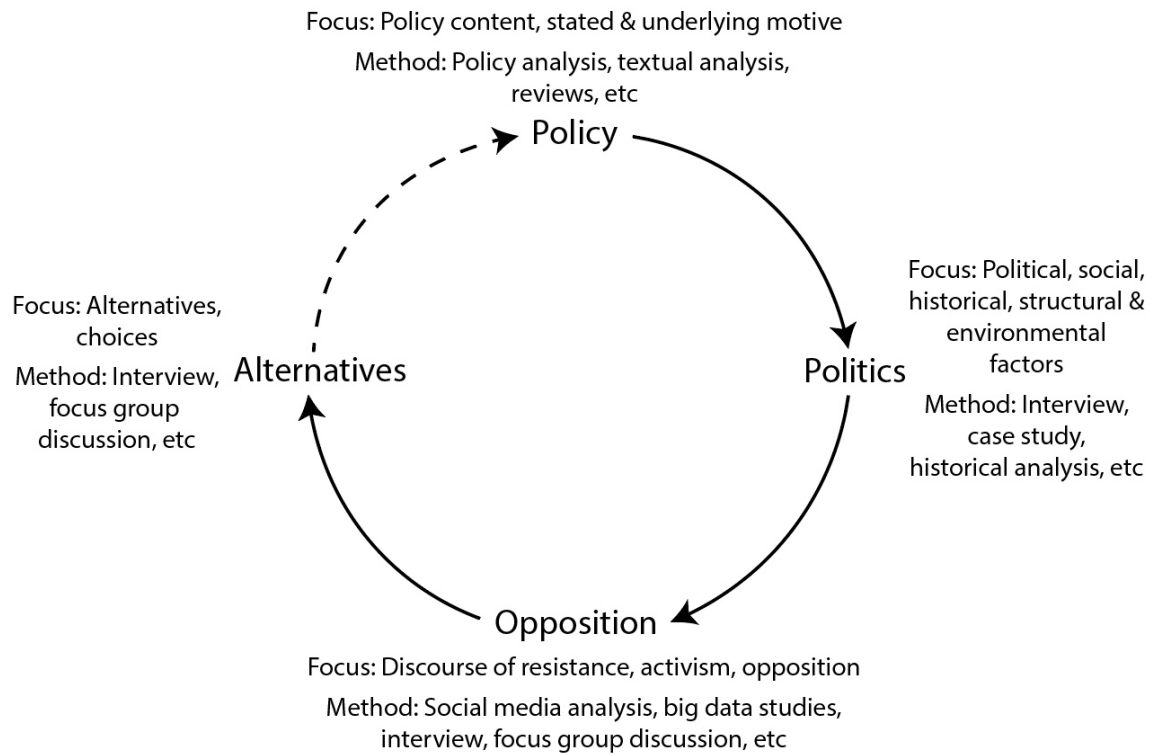 Focus: Policy content, stated & underlying motive
Method: Policy analysis, textual analysis,
reviews, etc
Policy
Focus: Political, social,
historical, structural &
environmental
factors
Politics
Method: Interview,
case study,
historical analysis, etc
Focus: Alternatives,
choices
Alternatives
Method: Interview,
focus group
discussion, etc
Opposition
Focus: Discourse of resistance, activism, opposition
Method: Social media analysis, big data studies,
interview, focus group discussion, etc